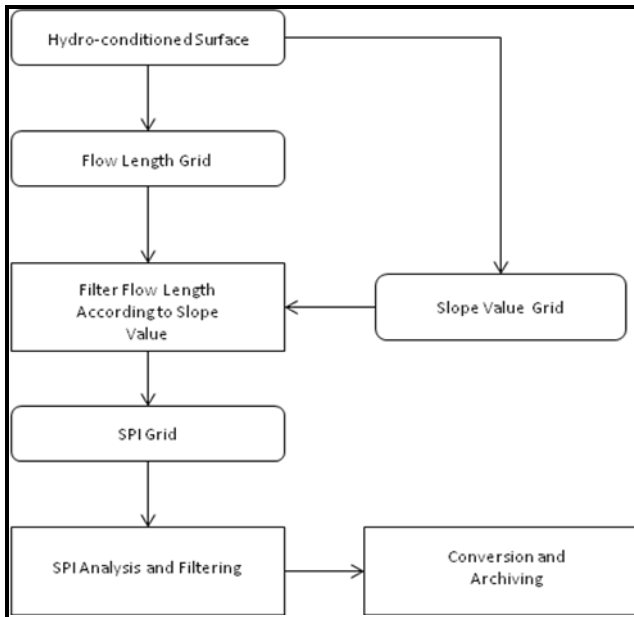 Hydro-conditioned Surface
Flow Length Grid
Filter Flow Length
According to Slope
Value
Slope Value Grid
SPI Grid
SPI Analysis and Filtering
Conversion and
Archiving